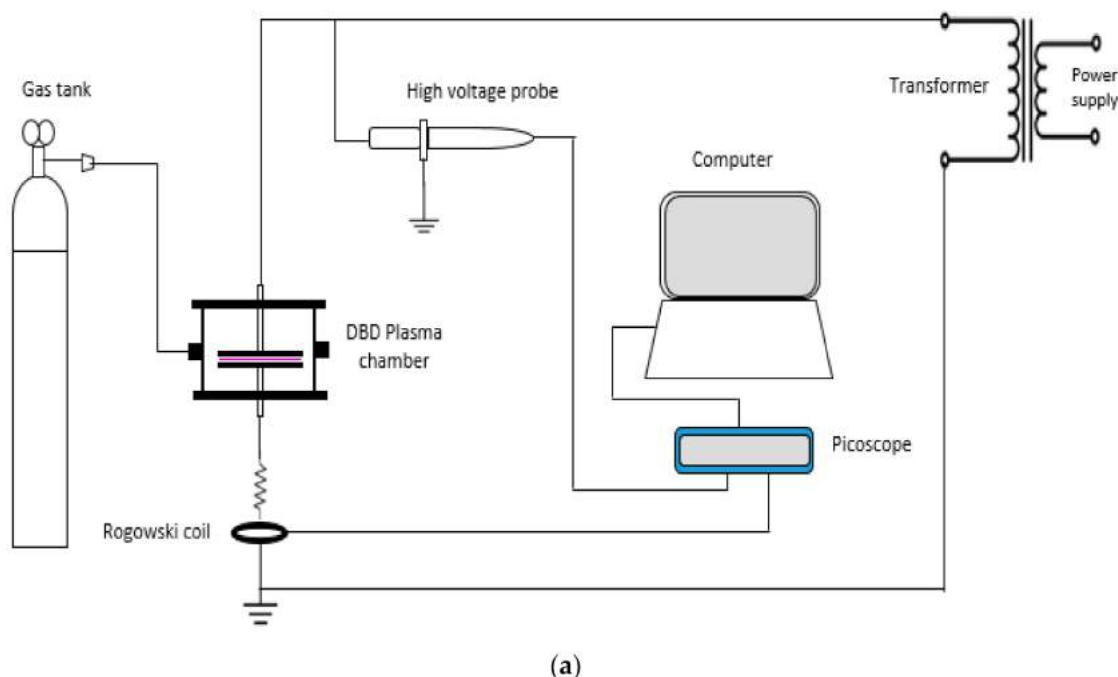 Gas tank
High voltage probe
Transformer
Power
supply
Computer
DBD Plasma
chamber
Picoscope
Rogowski coil
(a)